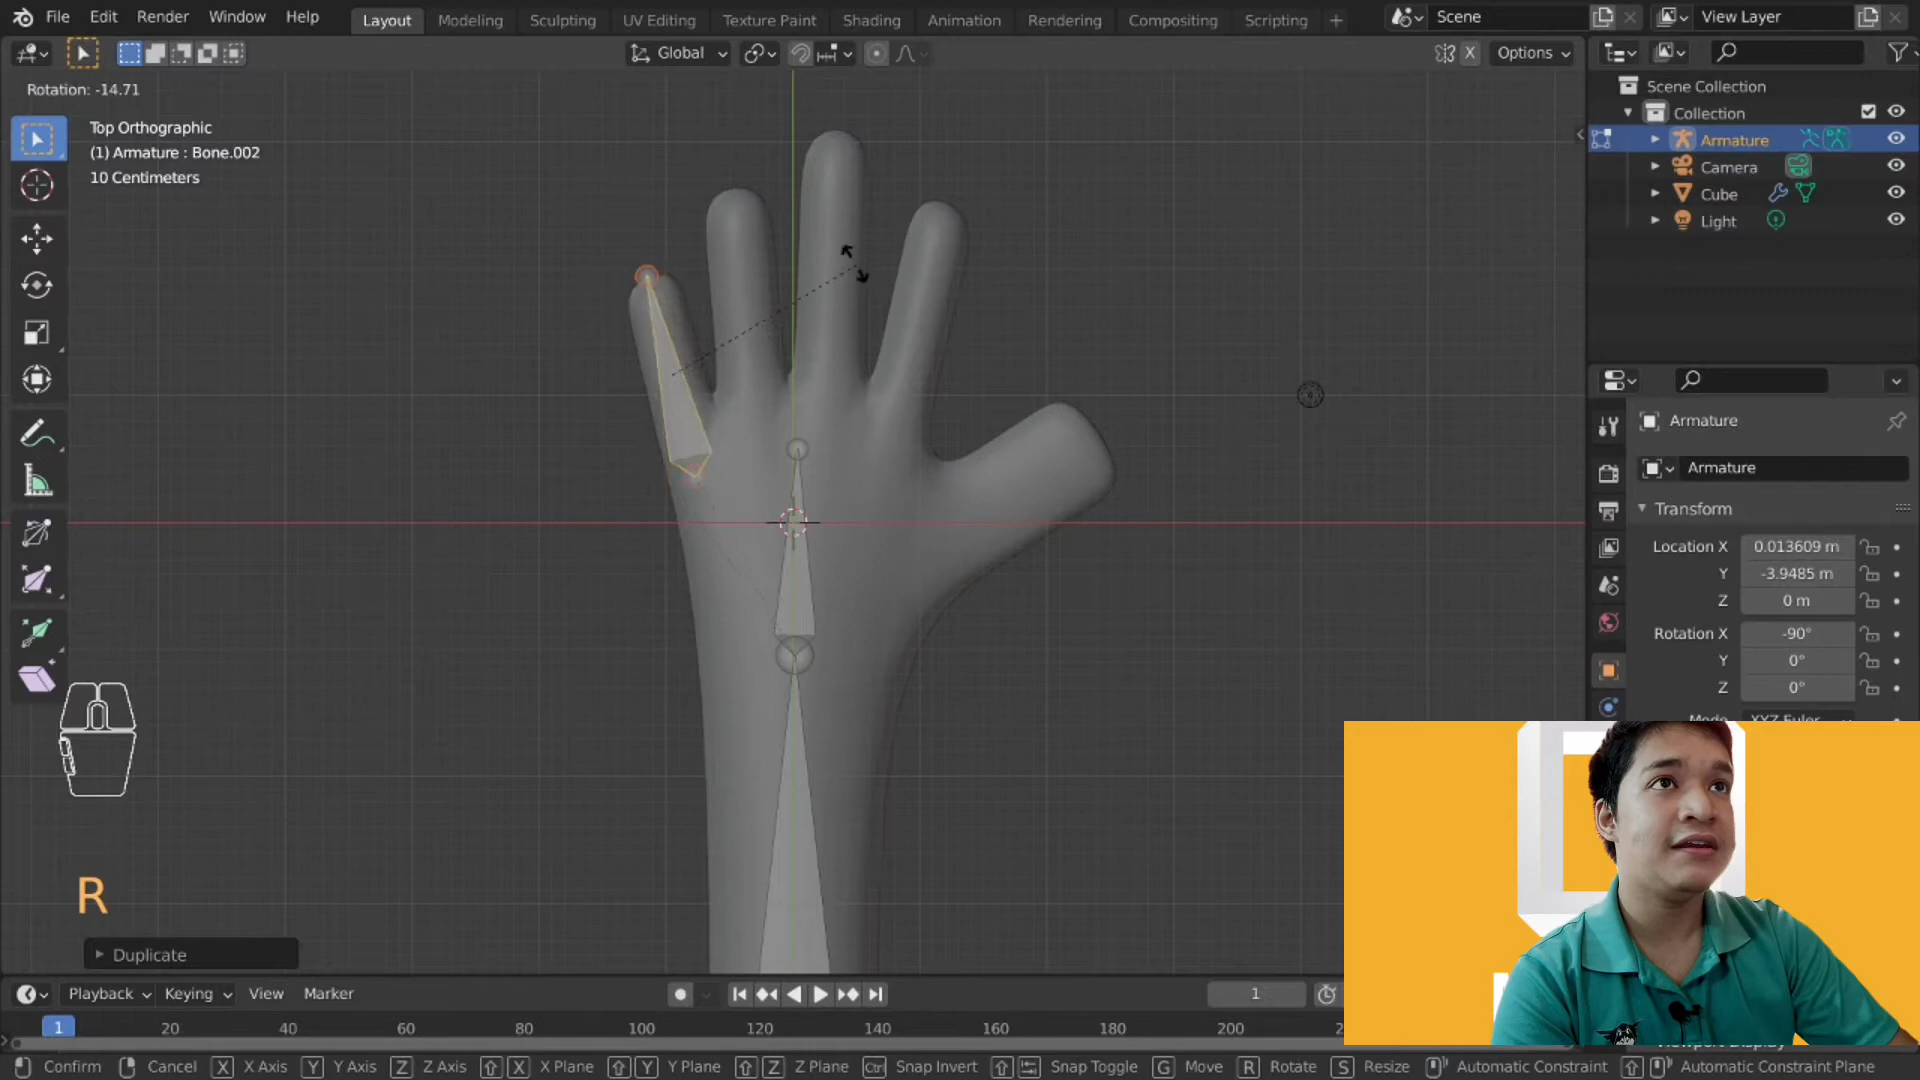 File Edit Render Window Help Layout Modeling Sculpting UV Editing Texture Paint Shading Animation Rendering Compositing Scripting + Scene View Layer
Global X Options
Rotation: -14.71
Top Orthographic
(1) Armature : Bone.002
10 Centimeters
Scene Collection
Collection
Armature
Camera
Cube
Light
Armature
Armature
Transform
Location X 0.013609 m
Y -3.9485 m
Z 0 m
Rotation X -90°
Y 0°
Z 0°
Mode XYZ Euler
R
Duplicate
Playback Keying View Marker 1
1 20 40 60 80 100 120 140 160 180 200
Confirm Cancel X X Axis Y Y Axis Z Z Axis X X Plane Y Y Plane Z Z Plane Ctrl Snap Invert Snap Toggle G Move R Rotate S Resize Automatic Constraint Automatic Constraint Plane